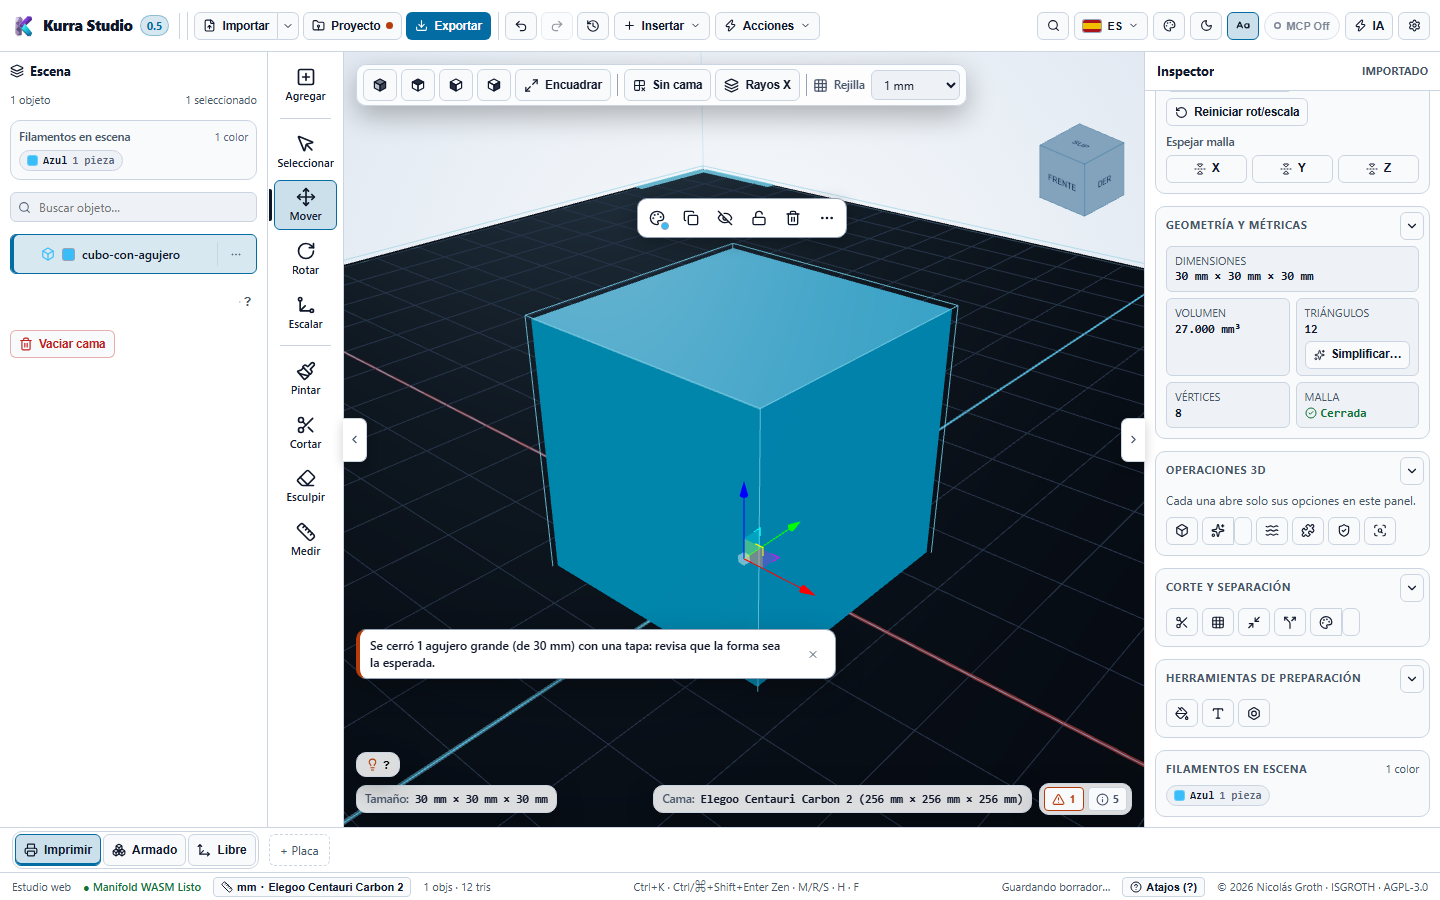 Kurra Studio 0.5
Importar
Proyecto
Exportar
Insertar
Acciones
ES
MCP Off
IA
Escena
1 objeto
1 seleccionado
Filamentos en escena
1 color
Azul 1 pieza
Buscar objeto...
cubo-con-agujero
?
Vaciar cama
Agregar
Seleccionar
Mover
Rotar
Escalar
Pintar
Cortar
Esculpir
Medir
Encuadrar
Sin cama
Rayos X
Rejilla
1 mm
SUP
FRENTE
DER
Se cerró 1 agujero grande (de 30 mm) con una tapa: revisa que la forma sea
la esperada.
?
Tamaño: 30 mm × 30 mm × 30 mm
Cama: Elegoo Centauri Carbon 2 (256 mm × 256 mm × 256 mm)
1
5
Inspector
IMPORTADO
Reiniciar rot/escala
Espejar malla
X
Y
Z
GEOMETRÍA Y MÉTRICAS
DIMENSIONES
30 mm × 30 mm × 30 mm
VOLUMEN
27.000 mm³
TRIÁNGULOS
12
Simplificar...
VÉRTICES
8
MALLA
Cerrada
OPERACIONES 3D
Cada una abre solo sus opciones en este panel.
CORTE Y SEPARACIÓN
HERRAMIENTAS DE PREPARACIÓN
FILAMENTOS EN ESCENA
1 color
Azul 1 pieza
Imprimir
Armado
Libre
+ Placa
Estudio web
Manifold WASM Listo
mm · Elegoo Centauri Carbon 2
1 objs · 12 tris
Ctrl+K · Ctrl/⌘+Shift+Enter Zen · M/R/S · H · F
Guardando borrador...
Atajos (?)
© 2026 Nicolás Groth · ISGROTH · AGPL-3.0